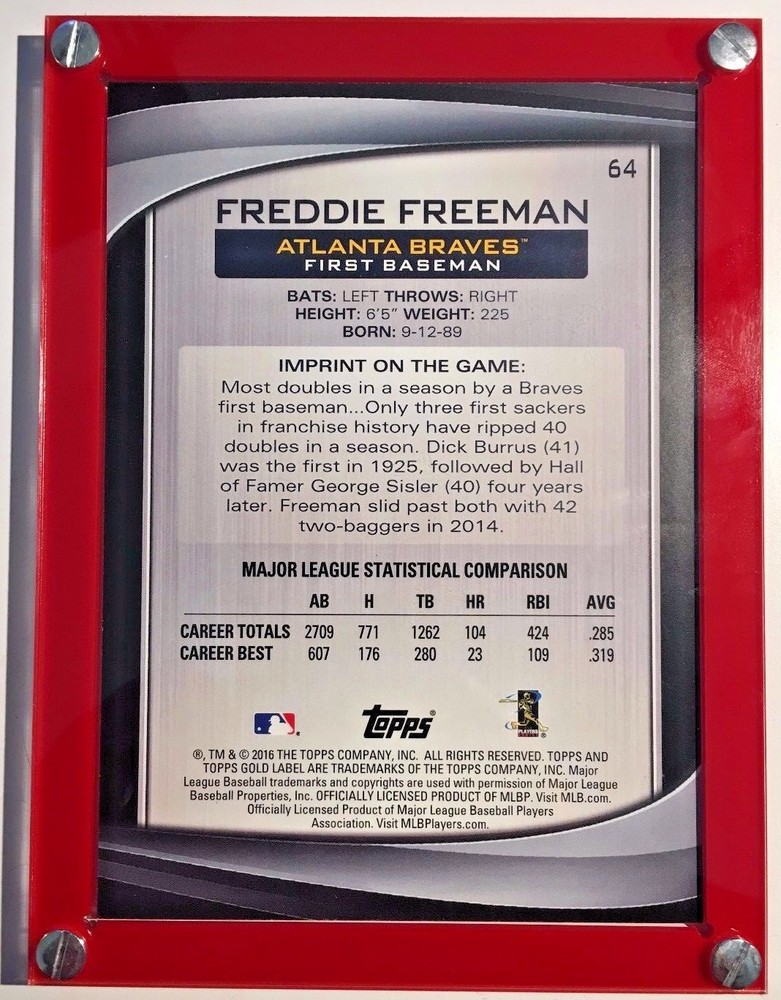 64
FREDDIE FREEMAN
ATLANTA BRAVES™
FIRST BASEMAN
BATS: LEFT THROWS: RIGHT
HEIGHT: 6'5" WEIGHT: 225
BORN: 9-12-89
IMPRINT ON THE GAME:
Most doubles in a season by a Braves
first baseman...Only three first sackers
in franchise history have ripped 40
doubles in a season. Dick Burrus (41)
was the first in 1925, followed by Hall
of Famer George Sisler (40) four years
later. Freeman slid past both with 42
two-baggers in 2014.
MAJOR LEAGUE STATISTICAL COMPARISON
AB H TB HR RBI AVG
CAREER TOTALS 2709 771 1262 104 424 .285
CAREER BEST 607 176 280 23 109 .319
Topps®
PLAYERS
®, TM & © 2016 THE TOPPS COMPANY, INC. ALL RIGHTS RESERVED. TOPPS AND
TOPPS GOLD LABEL ARE TRADEMARKS OF THE TOPPS COMPANY, INC. Major
League Baseball trademarks and copyrights are used with permission of Major League
Baseball Properties, Inc. OFFICIALLY LICENSED PRODUCT OF MLBP. Visit MLB.com.
Officially Licensed Product of Major League Baseball Players
Association. Visit MLBPlayers.com.